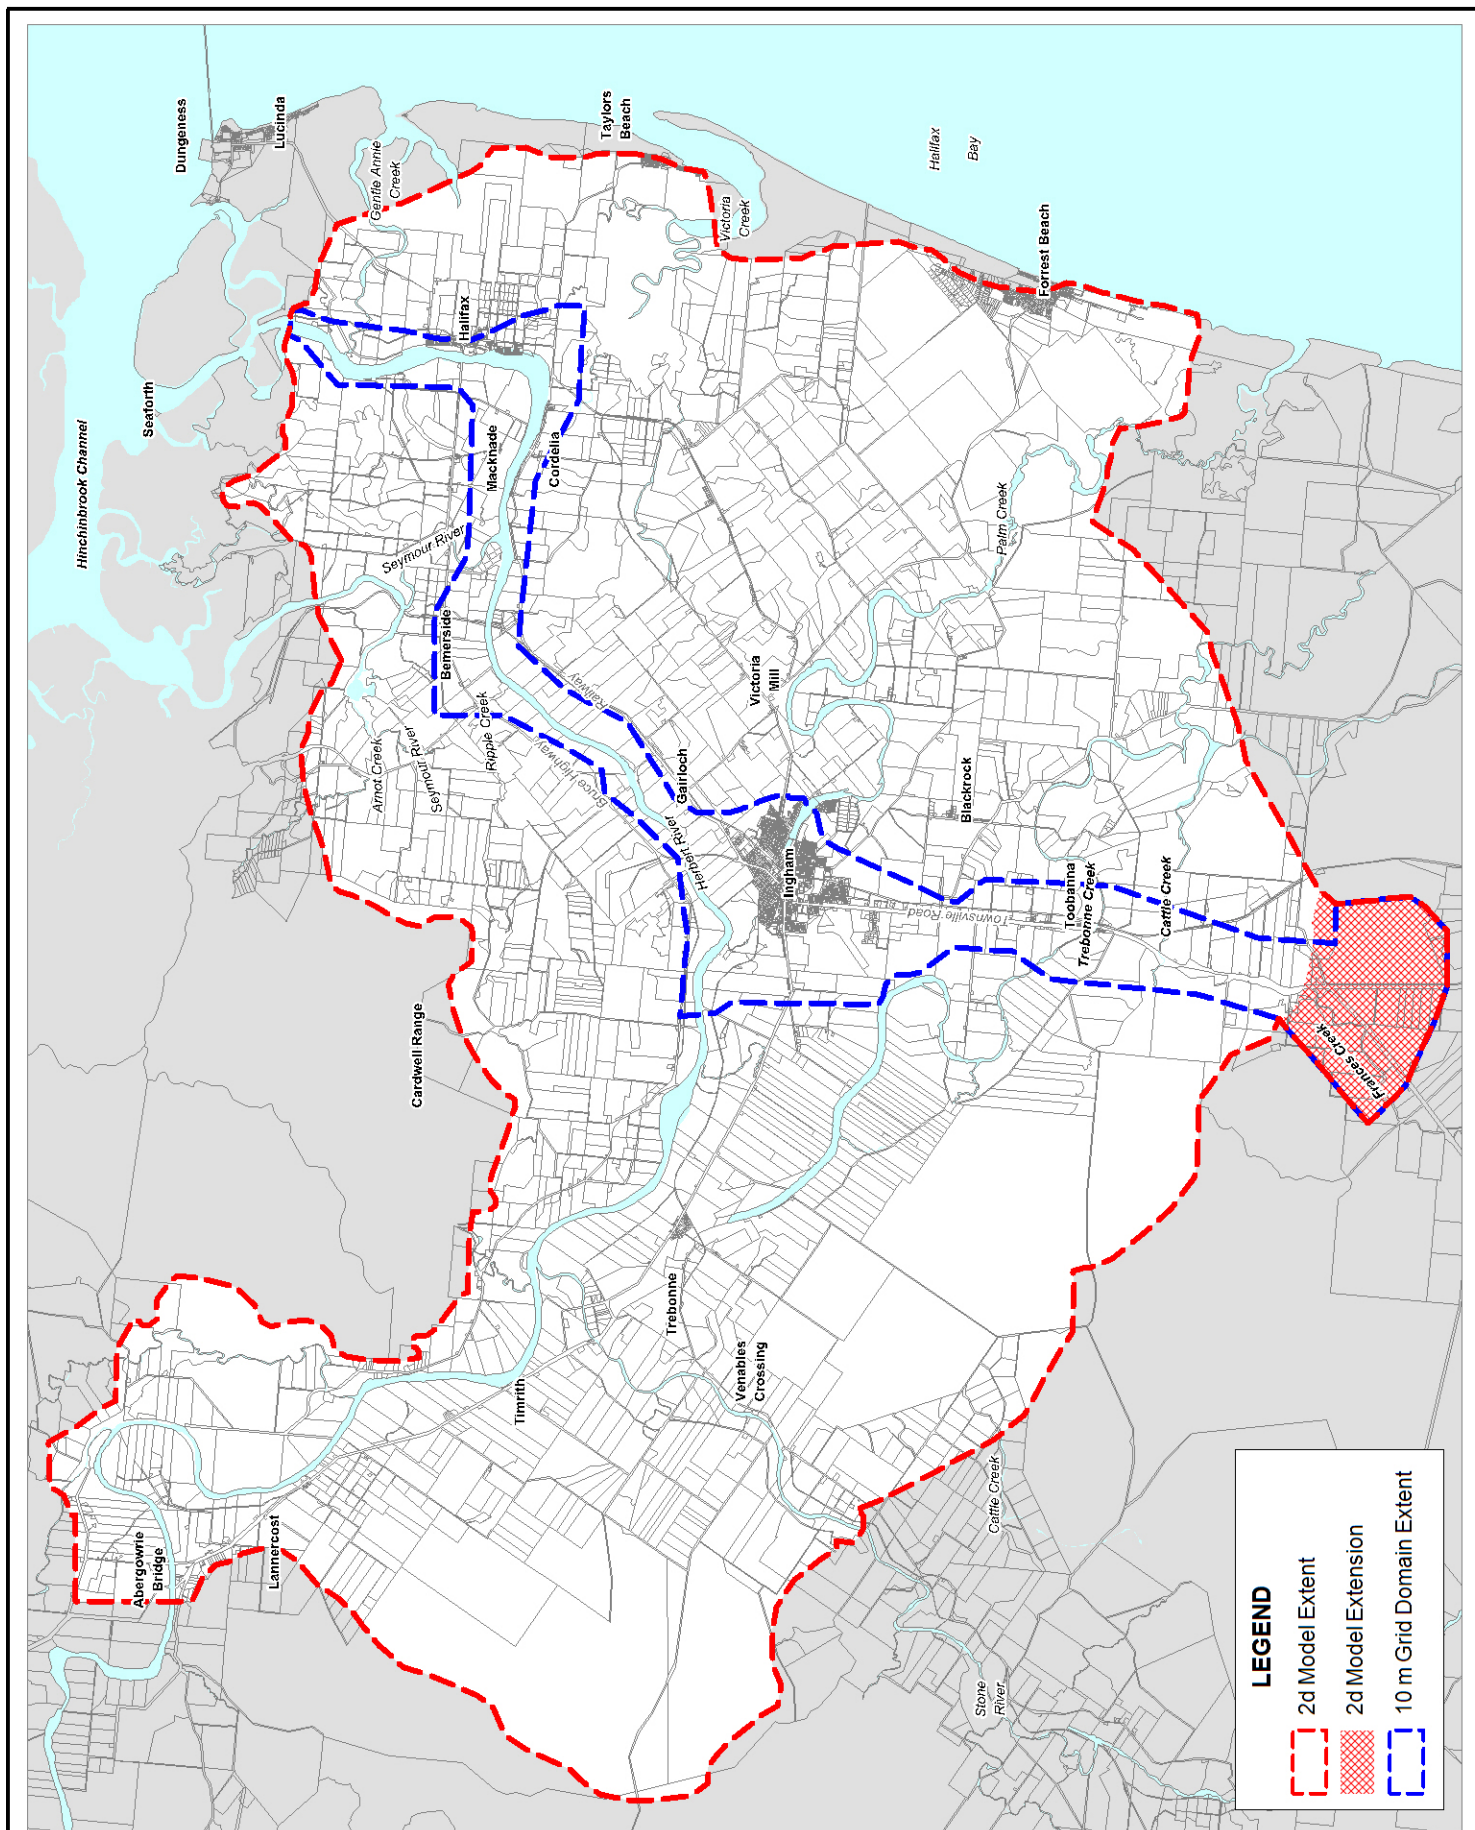 Dungeness
Lucinda
Gentle Annie
Creek
Taylors
Beach
Victoria
Creek
Halifax
Bay
Forrest Beach
Hinchinbrook Channel
Seaforth
Halifax
Macknade
Cordelia
Seymour River
Bemerside
Ripple Creek
Arnot Creek
Seymour River
Bruce Highway
Railway
Gairloch
Victoria
Mill
Palm Creek
Herbert River
Ingham
Blackrock
Townsville Road
Toobanna
Trebonne Creek
Cattle Creek
Frances Creek
Cardwell Range
Trebonne
Venables
Crossing
Timrith
Abergowrie
Bridge
Lannercost
Cattle Creek
Stone
River
LEGEND
2d Model Extent
2d Model Extension
10 m Grid Domain Extent